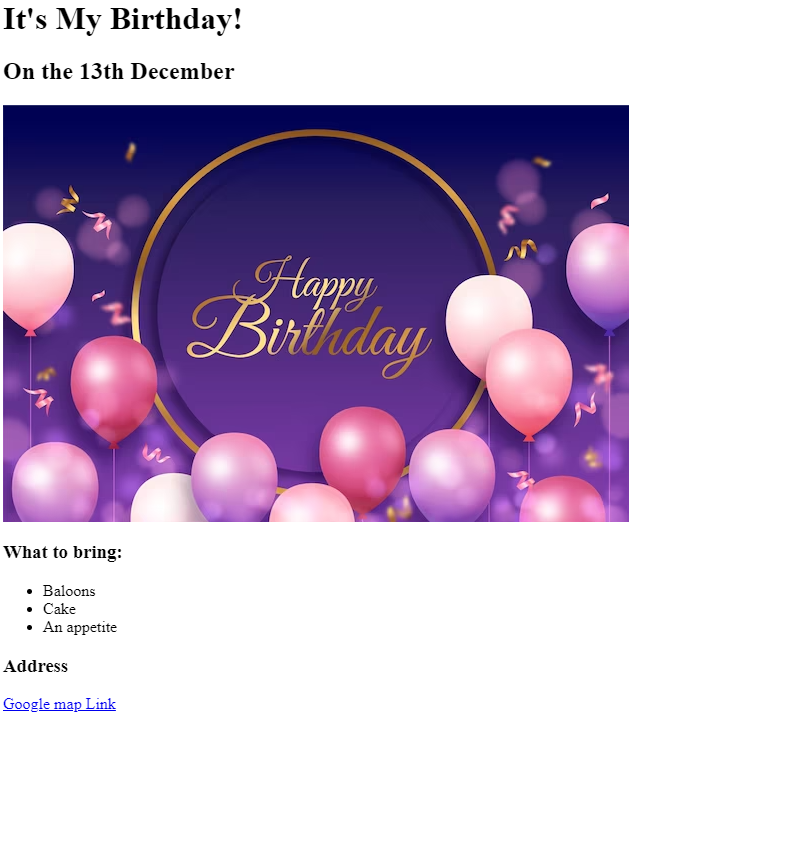 It's My Birthday!
On the 13th December
Happy
Birthday
What to bring:
Baloons
Cake
An appetite
Address
Google map Link